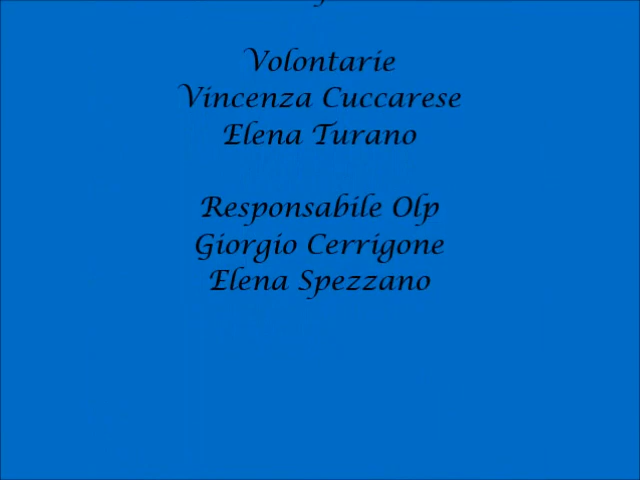 Volontarie
Vincenza Cuccarese
Elena Turano
Responsabile Olp
Giorgio Cerrigone
Elena Spezzano